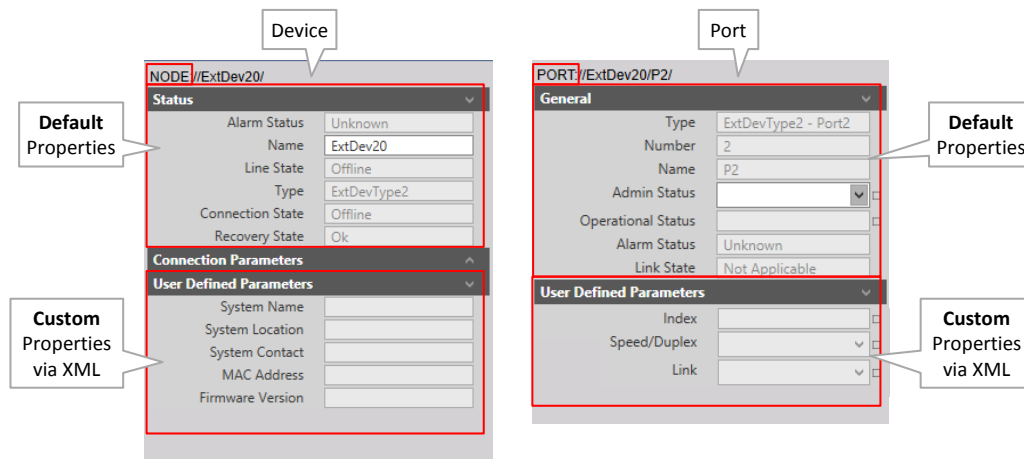 Device
NODE://ExtDev20/
Default
Properties
Status
Alarm Status Unknown
Name ExtDev20
Line State Offline
Type ExtDevType2
Connection State Offline
Recovery State Ok
Connection Parameters
User Defined Parameters
Custom
Properties
via XML
System Name
System Location
System Contact
MAC Address
Firmware Version
Port
PORT://ExtDev20/P2/
General
Type ExtDevType2 - Port2
Number 2
Name P2
Admin Status
Operational Status
Alarm Status Unknown
Link State Not Applicable
Default
Properties
User Defined Parameters
Index
Speed/Duplex
Link
Custom
Properties
via XML